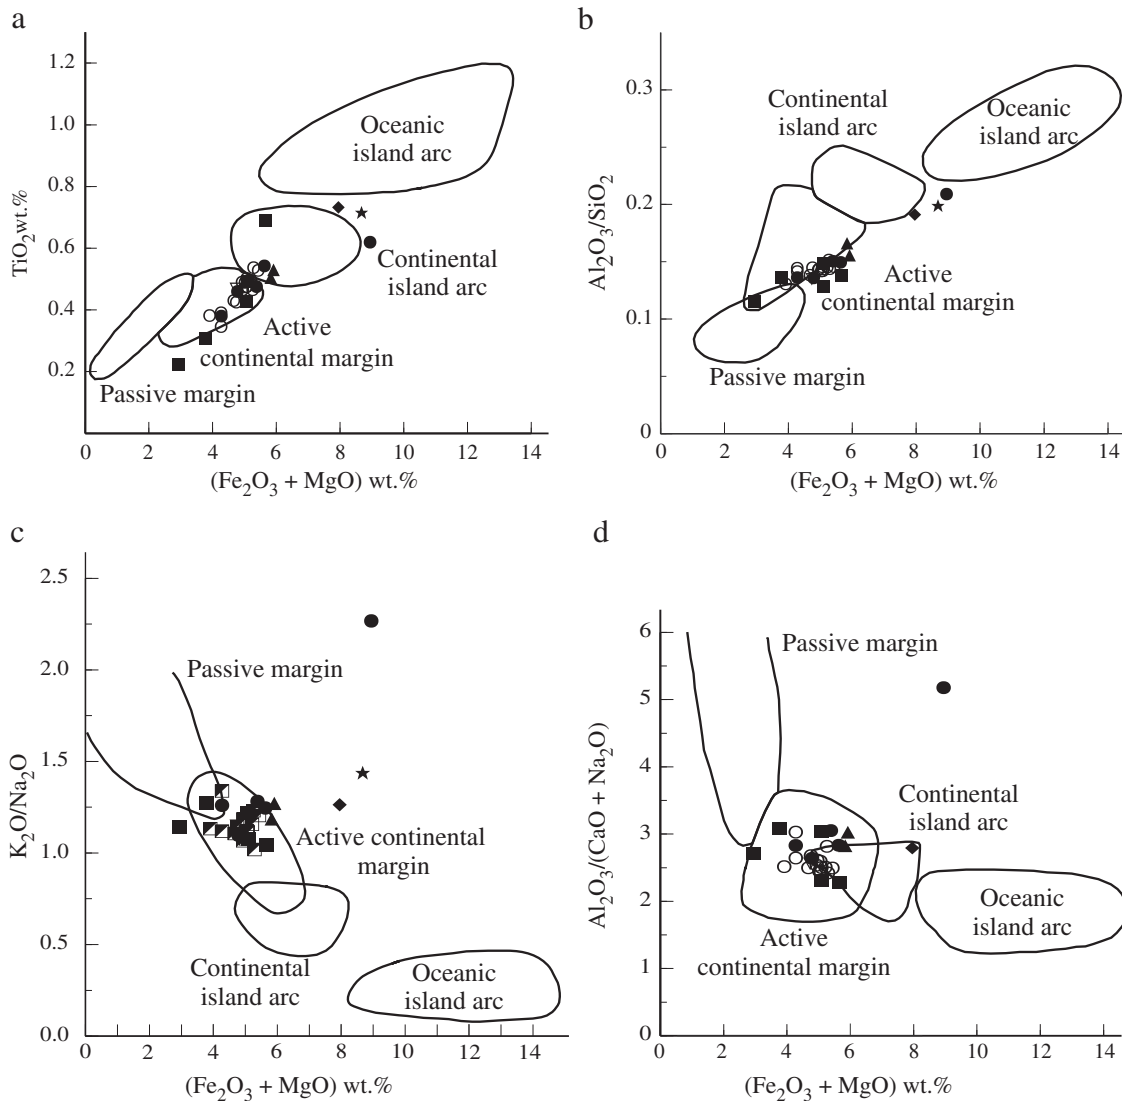 a
1.2
1.0
0.8
0.6
0.4
0.2
TiO2wt.%
Oceanic
island arc
Continental
island arc
Active
continental margin
Passive margin
0 2 4 6 8 10 12 14
(Fe2O3 + MgO) wt.%
b
0.3
0.2
0.1
0
Al2O3/SiO2
Continental
island arc
Oceanic
island arc
Active
continental margin
Passive margin
0 2 4 6 8 10 12 14
(Fe2O3 + MgO) wt.%
c
2.5
2.0
1.5
1.0
0.5
0.0
K2O/Na2O
Passive margin
Active continental
margin
Continental
island arc
Oceanic
island arc
0 2 4 6 8 10 12 14
(Fe2O3 + MgO) wt.%
d
6
5
4
3
2
1
0
Al2O3/(CaO + Na2O)
Passive margin
Continental
island arc
Oceanic
island arc
Active
continental margin
0 2 4 6 8 10 12 14
(Fe2O3 + MgO) wt.%